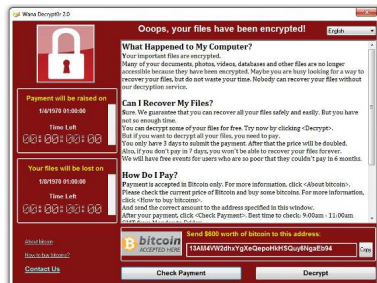 Wana Decrypt0r 2.0
Ooops, your files have been encrypted!
English
What Happened to My Computer?
Your important files are encrypted.
Many of your documents, photos, videos, databases and other files are no longer
accessible because they have been encrypted. Maybe you are busy looking for a way to
recover your files, but do not waste your time. Nobody can recover your files without
our decryption service.
Can I Recover My Files?
Sure. We guarantee that you can recover all your files safely and easily. But you have
not so enough time.
You can decrypt some of your files for free. Try now by clicking <Decrypt>.
But if you want to decrypt all your files, you need to pay.
You only have 3 days to submit the payment. After that the price will be doubled.
Also, if you don't pay in 7 days, you won't be able to recover your files forever.
We will have free events for users who are so poor that they couldn't pay in 6 months.
How Do I Pay?
Payment is accepted in Bitcoin only. For more information, click <About bitcoin>.
Please check the current price of Bitcoin and buy some bitcoins. For more information,
click <How to buy bitcoins>.
And send the correct amount to the address specified in this window.
After your payment, click <Check Payment>. Best time to check: 9:00am - 11:00am
Payment will be raised on
1/4/1970 01:00:00
Time Left
00:00:00:00
Your files will be lost on
1/8/1970 01:00:00
Time Left
00:00:00:00
About bitcoin
How to buy bitcoins?
Contact Us
bitcoin
ACCEPTED HERE
Send $600 worth of bitcoin to this address:
13AM4VW2dhxYgXeQepoHkHSQuy6NgaEb94
Copy
Check Payment
Decrypt